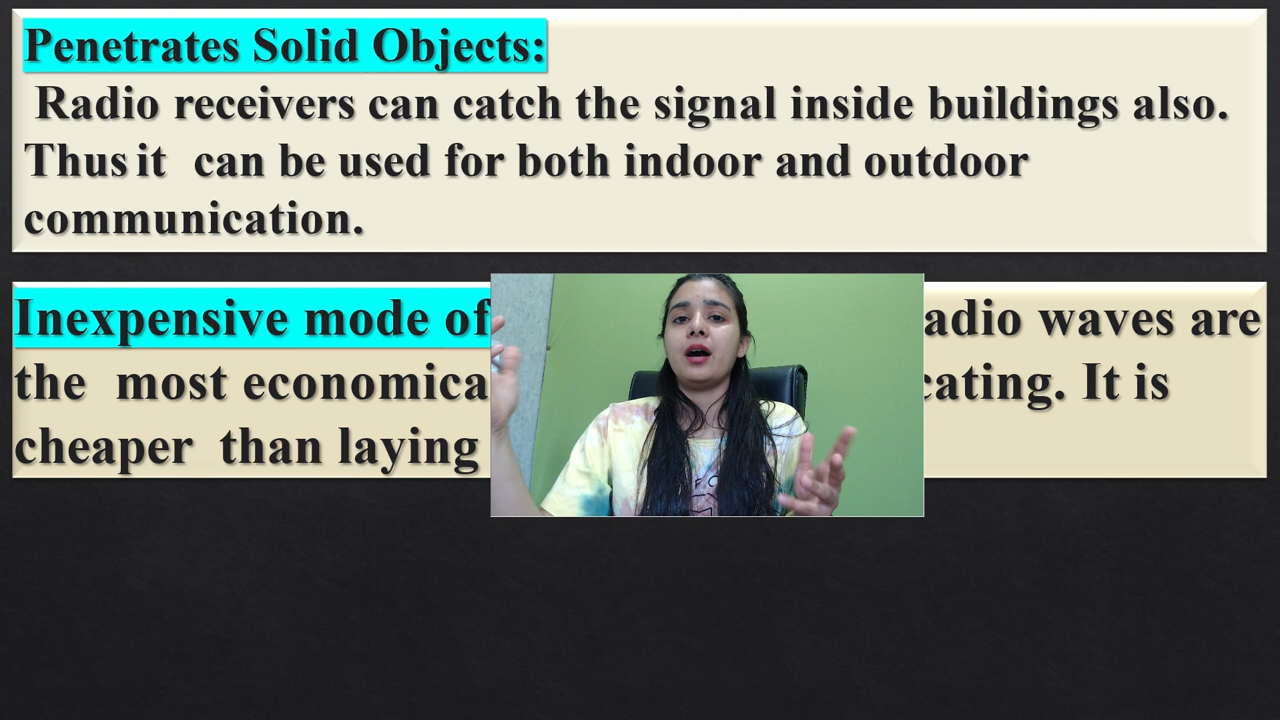 Penetrates Solid Objects:
Radio receivers can catch the signal inside buildings also.
Thus it can be used for both indoor and outdoor
communication.
Inexpensive mode of adio waves are
the most economica cating. It is
cheaper than laying